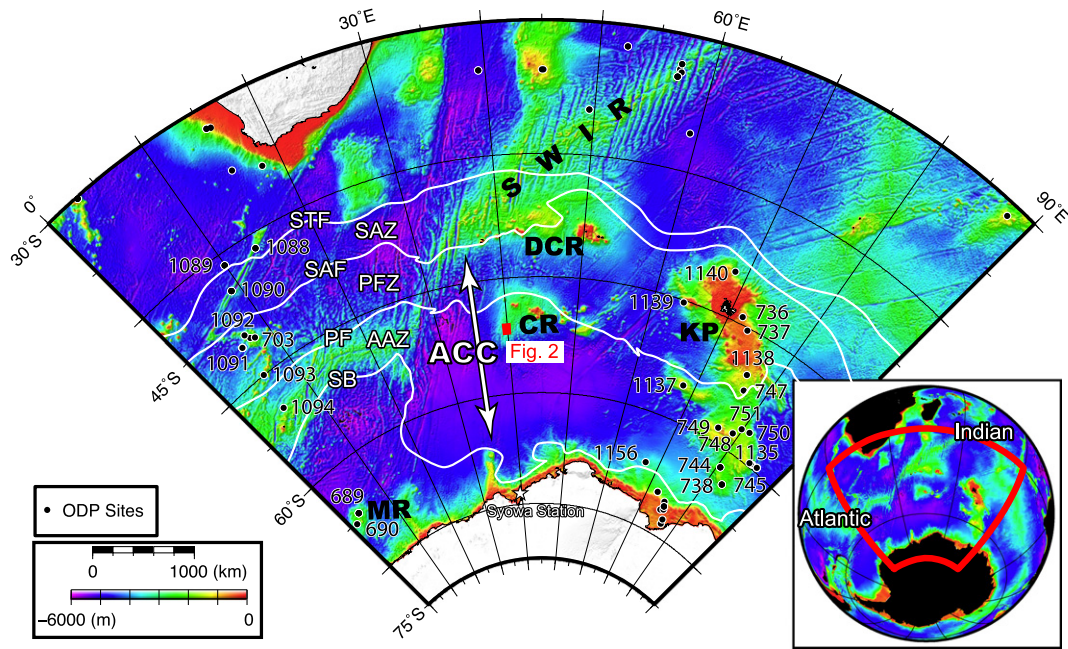 30°E
60°E
0°
30°S
90°E
S W I R
STF
SAZ
1088
1089
SAF
DCR
PFZ
1090
1140
1139
736
1092
703
PF
AAZ
CR
KP
737
ACC
Fig. 2
1091
1138
1093
SB
45°S
1137
747
1094
751
749
750
748
Indian
1156
1135
744
738
745
60°S
689
MR
690
Syowa Station
Atlantic
ODP Sites
0
1000 (km)
−6000 (m)
0
75°S